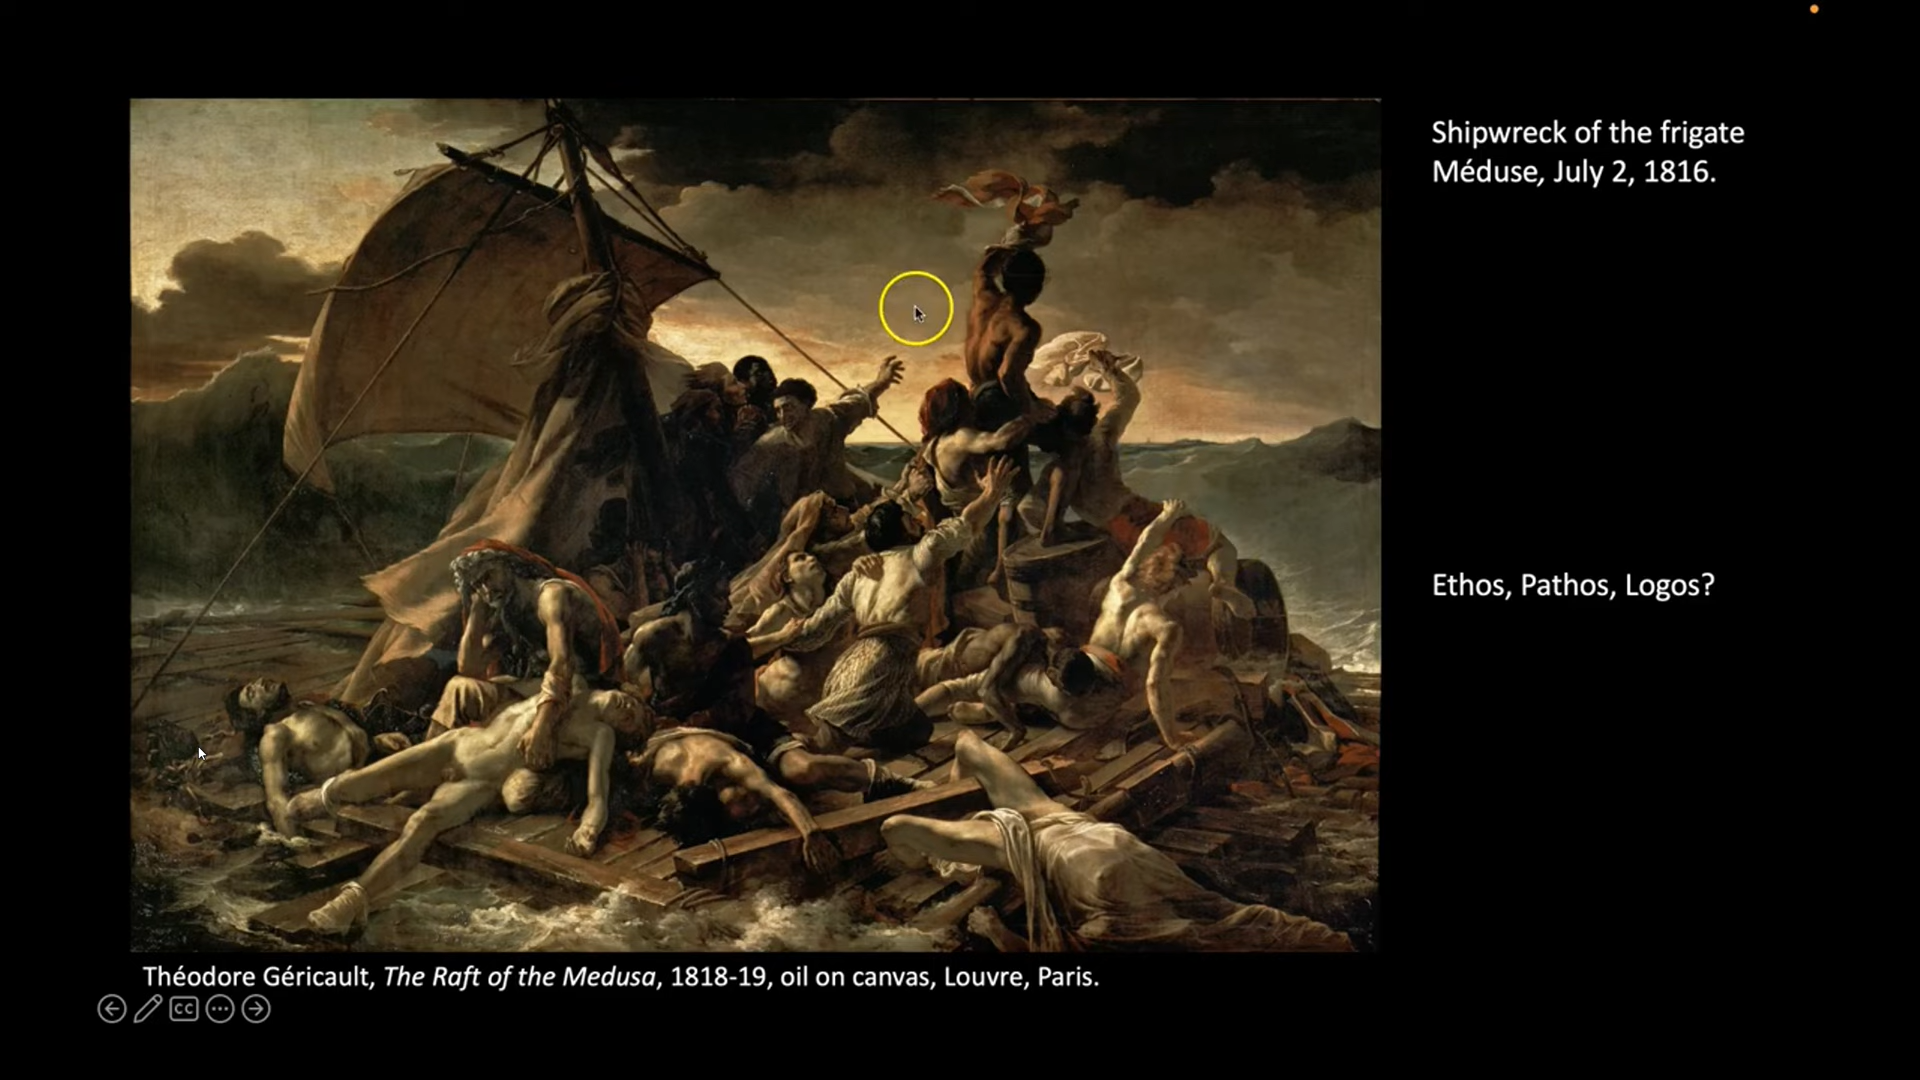 Shipwreck of the frigate
Méduse, July 2, 1816.
Ethos, Pathos, Logos?
Théodore Géricault, The Raft of the Medusa, 1818-19, oil on canvas, Louvre, Paris.
CC